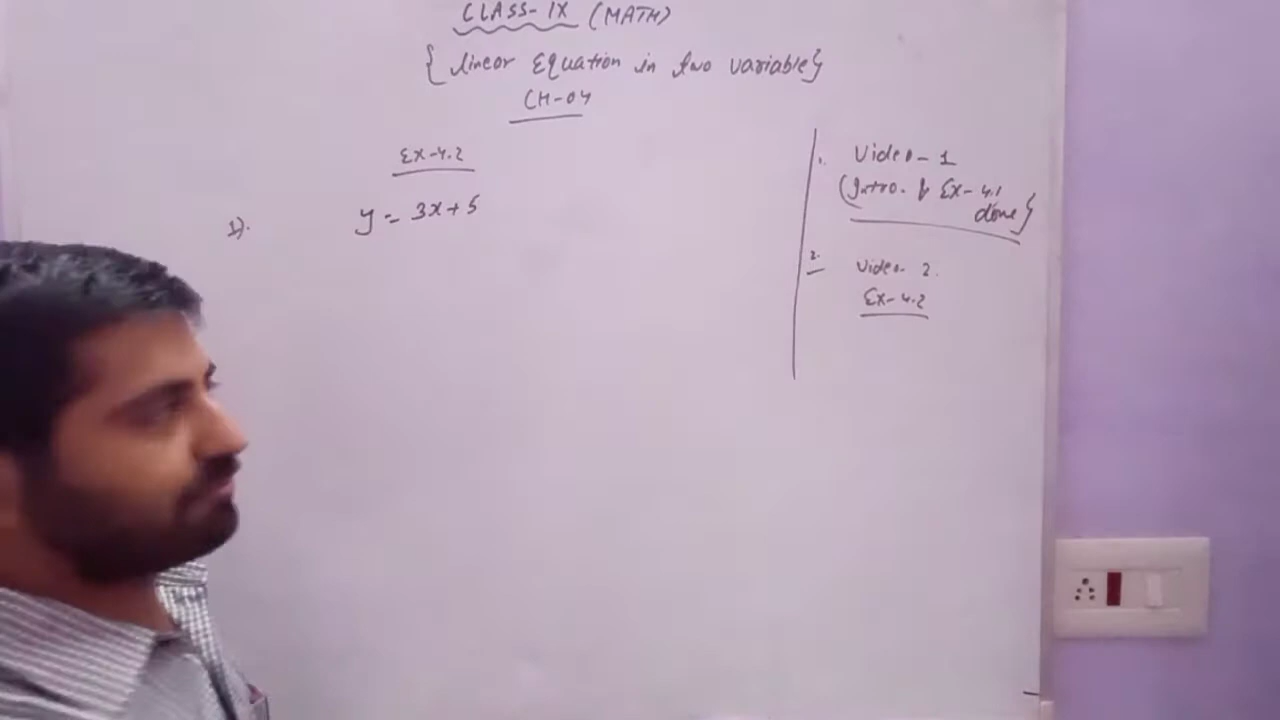 CLASS-IX (MATH)
{ linear Equation in two variable}
CH-04
Ex-4.2
1). y = 3x+5
1. Video-1
(Intro. & Ex-4.1
done}
2. Video-2.
Ex-4.2